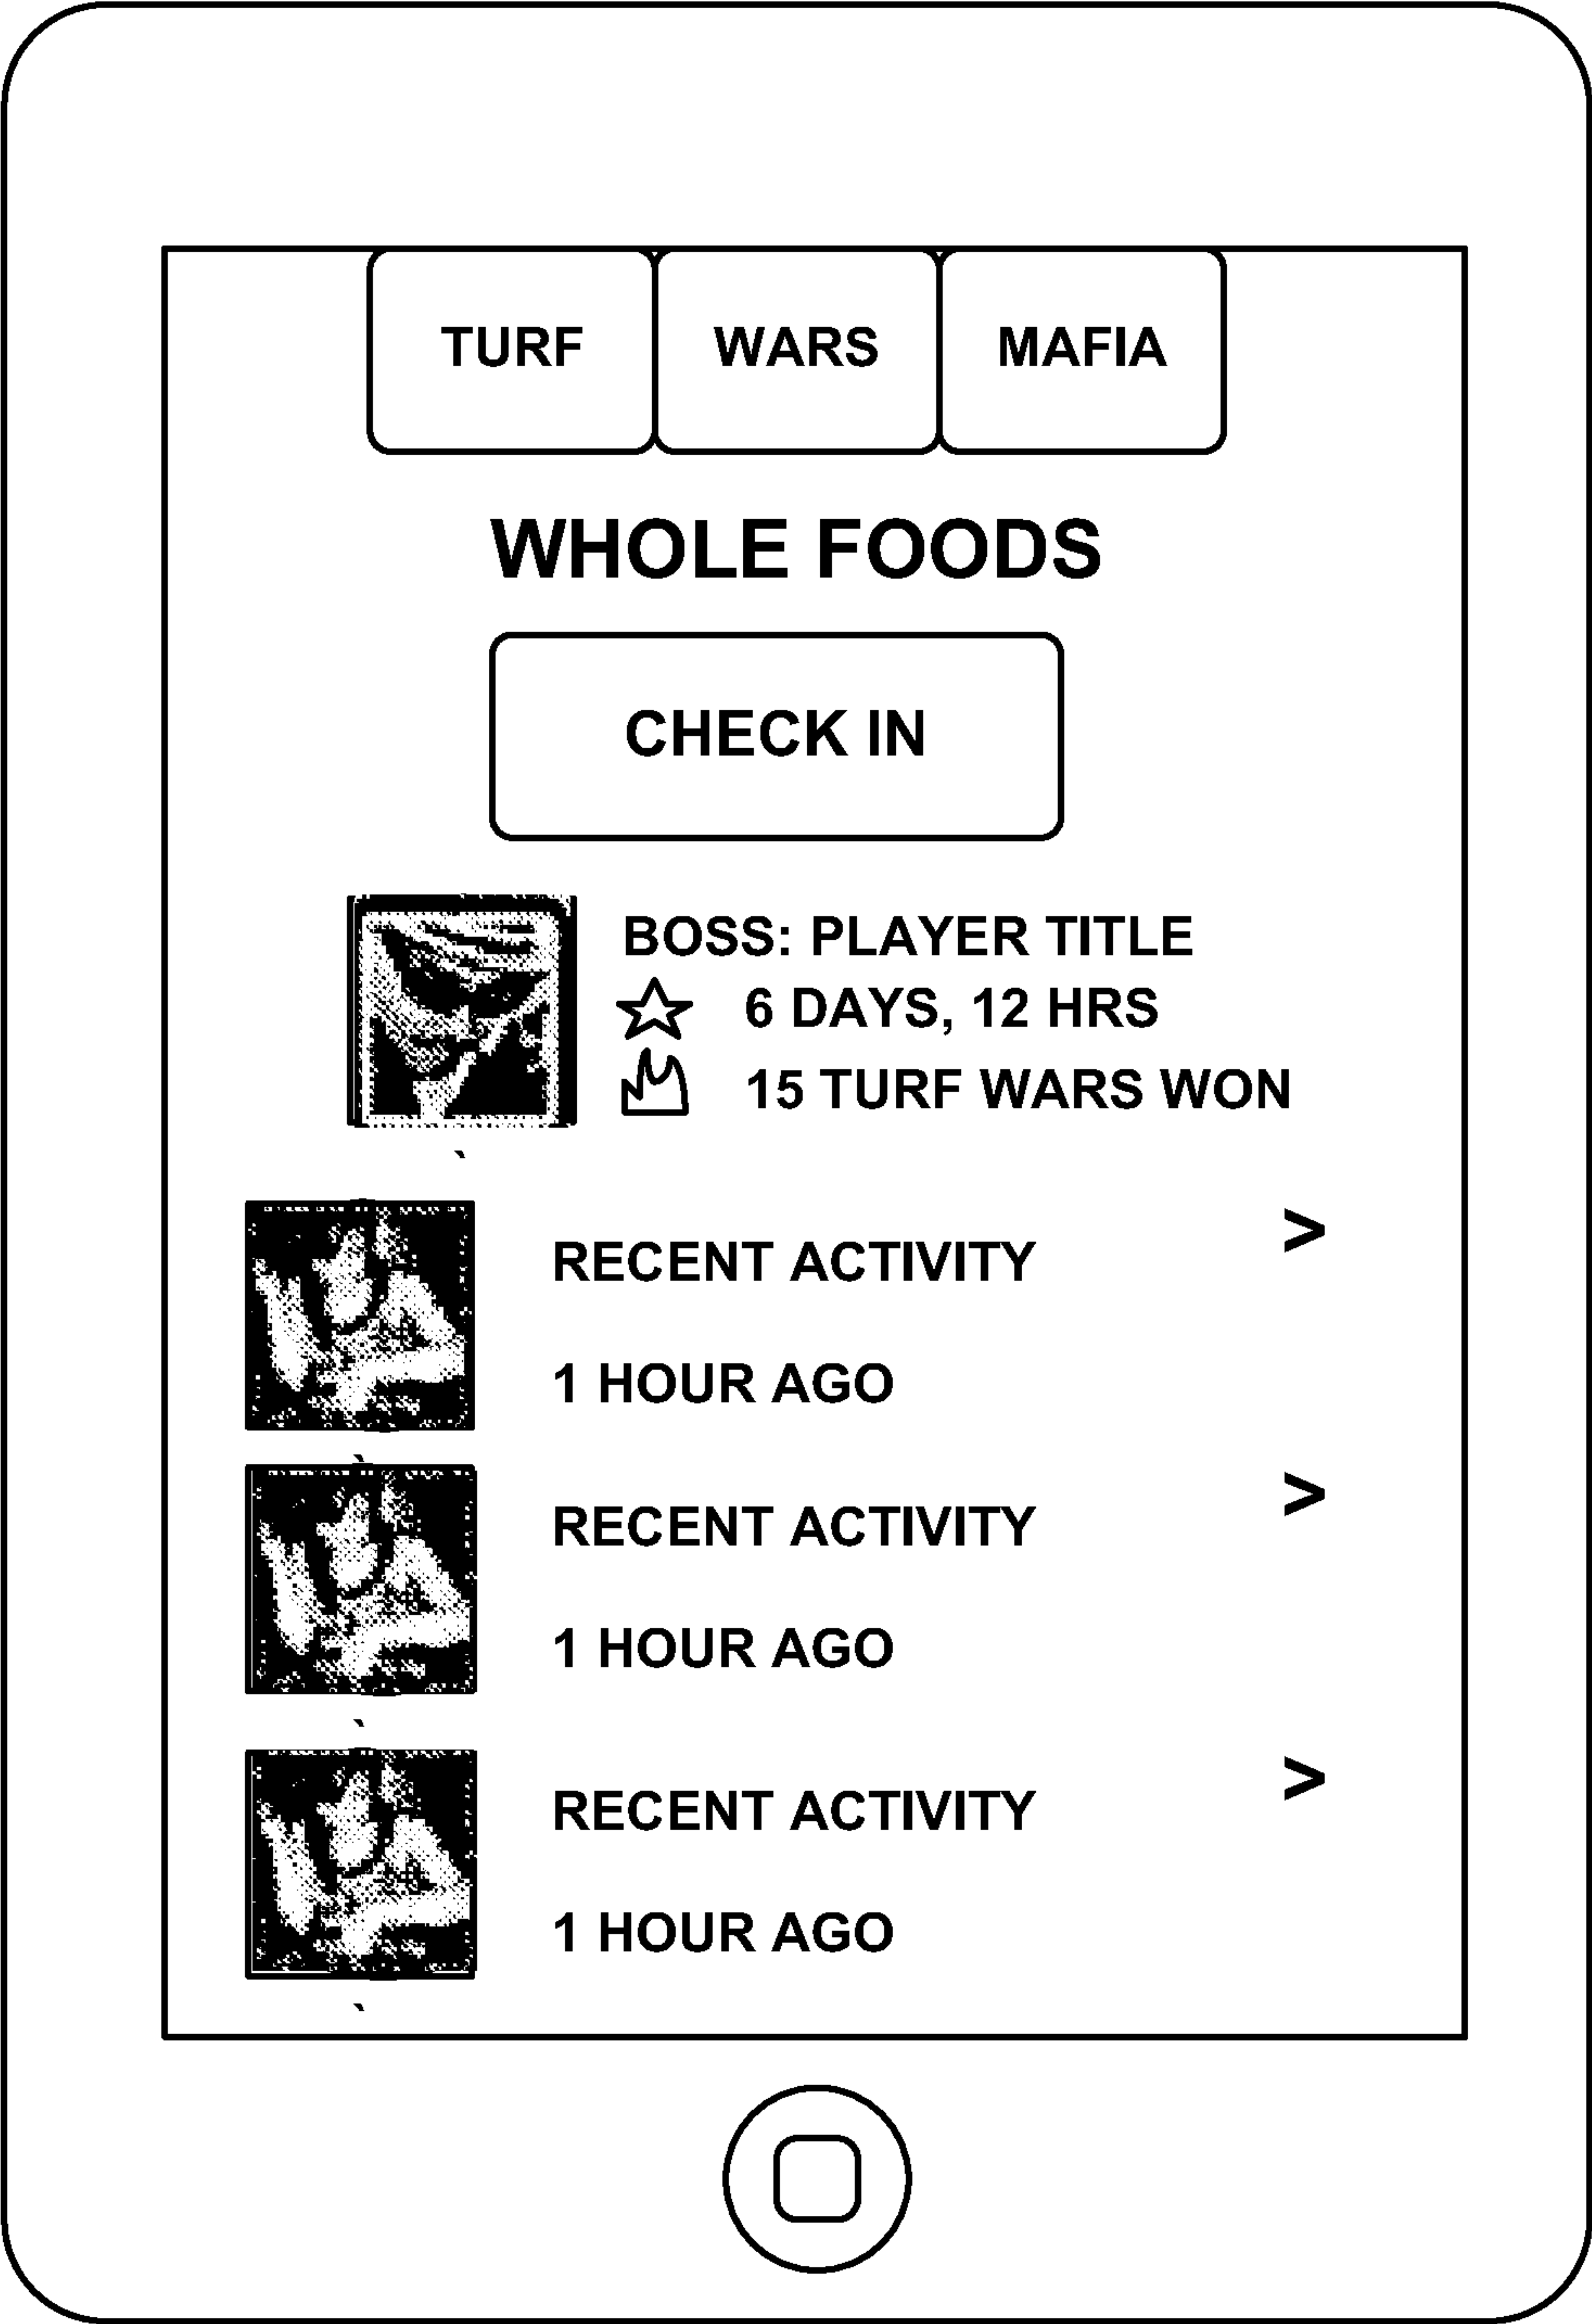 TURF WARS MAFIA
WHOLE FOODS
CHECK IN
BOSS: PLAYER TITLE
6 DAYS, 12 HRS
15 TURF WARS WON
RECENT ACTIVITY >
1 HOUR AGO
RECENT ACTIVITY >
1 HOUR AGO
RECENT ACTIVITY >
1 HOUR AGO